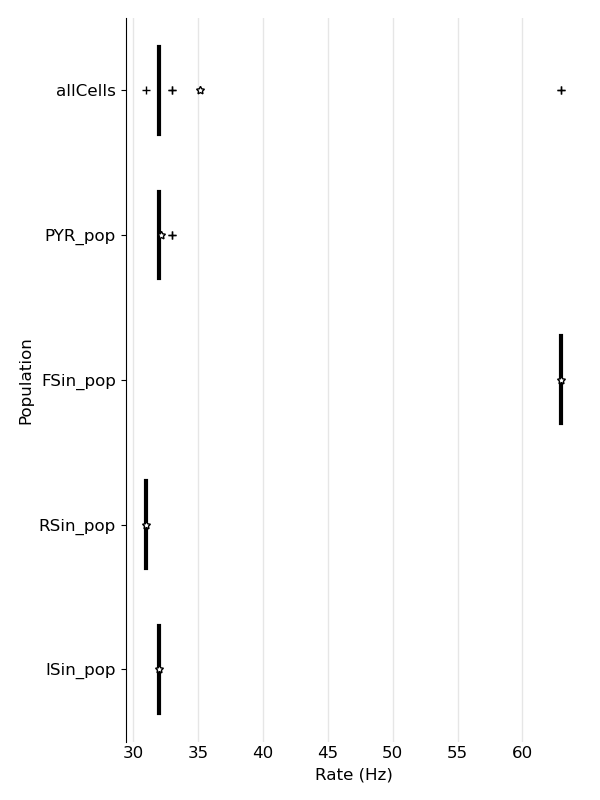 allCells
PYR_pop
FSin_pop
RSin_pop
ISin_pop
Population
30 35 40 45 50 55 60
Rate (Hz)